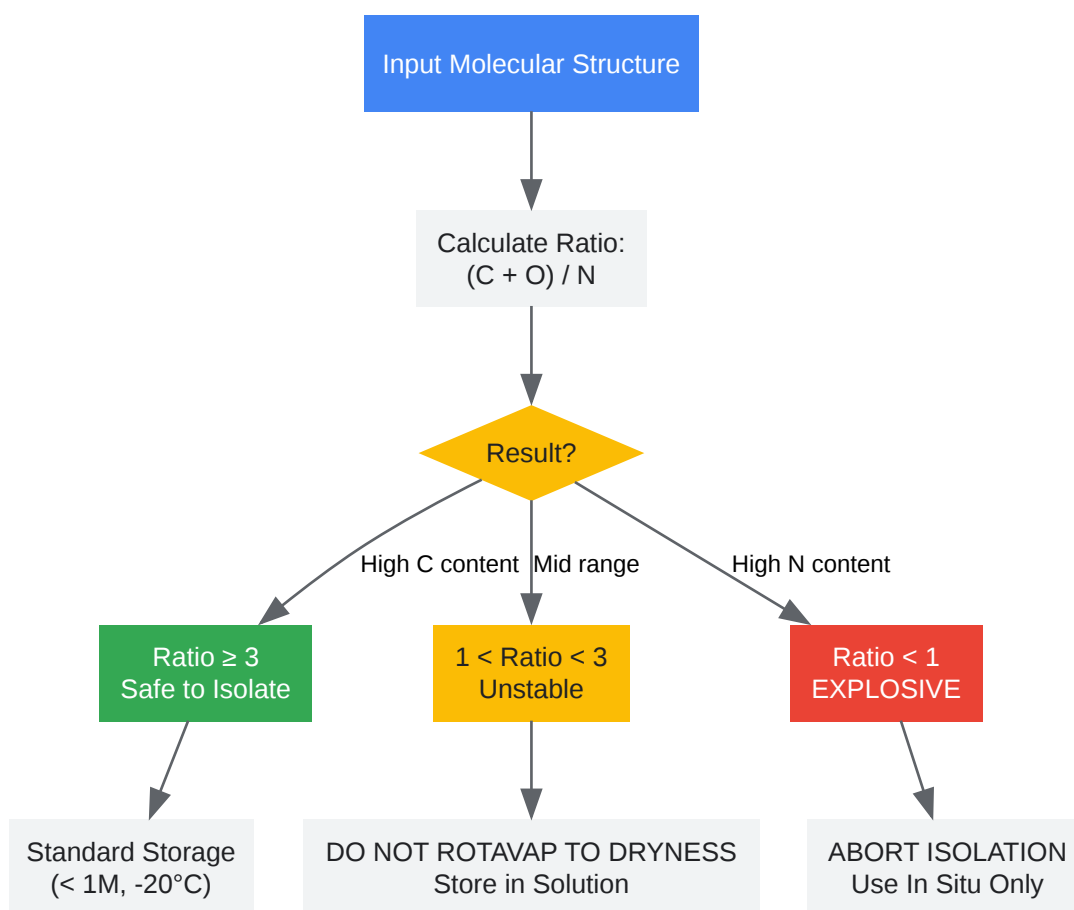 Input Molecular Structure
Calculate Ratio:
(C + O) / N
Result?
High C content
Mid range
High N content
Ratio ≥ 3
Safe to Isolate
1 < Ratio < 3
Unstable
Ratio < 1
EXPLOSIVE
Standard Storage
(< 1M, -20°C)
DO NOT ROTAVAP TO DRYNESS
Store in Solution
ABORT ISOLATION
Use In Situ Only